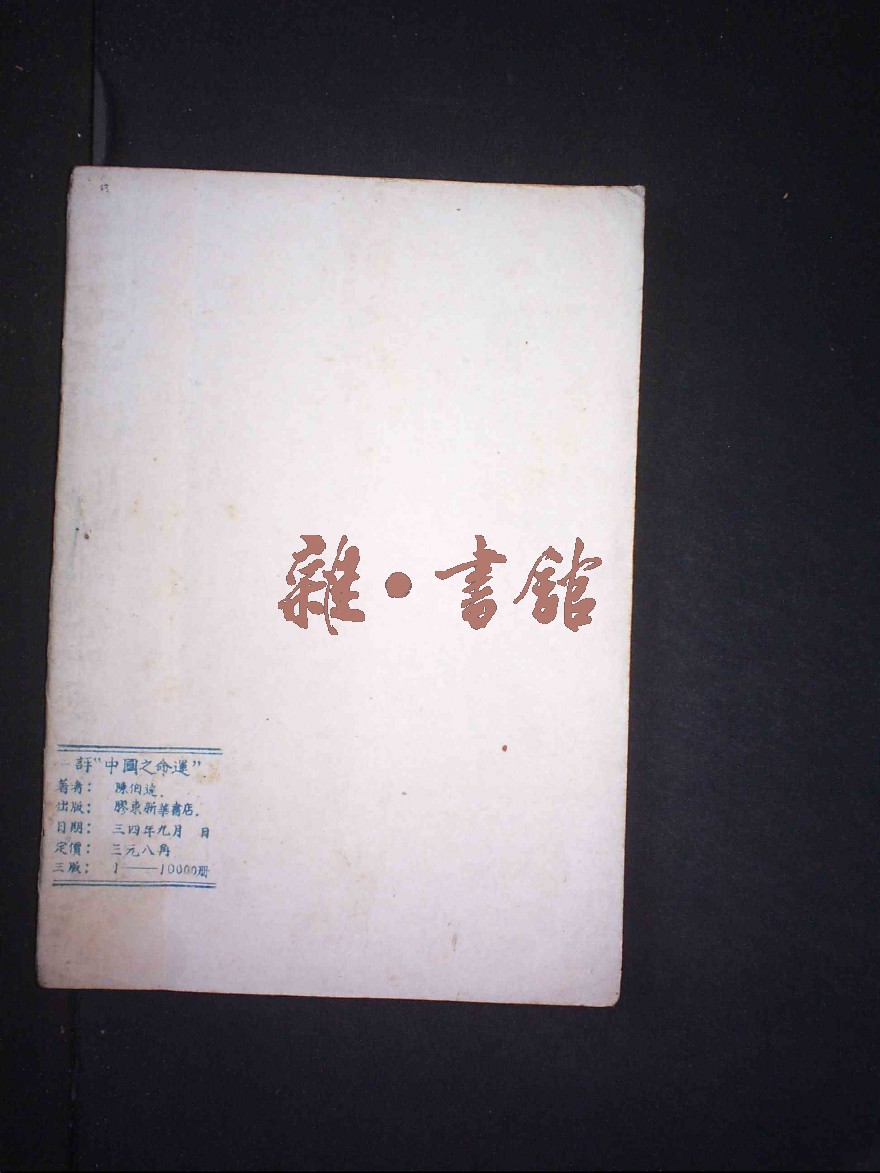 雜·書館
一評“中國之命運”
著者： 陳伯達．
出版： 膠東新華書店．
日期： 三四年九月 日
定價： 三元八角
三版： 1——10000册